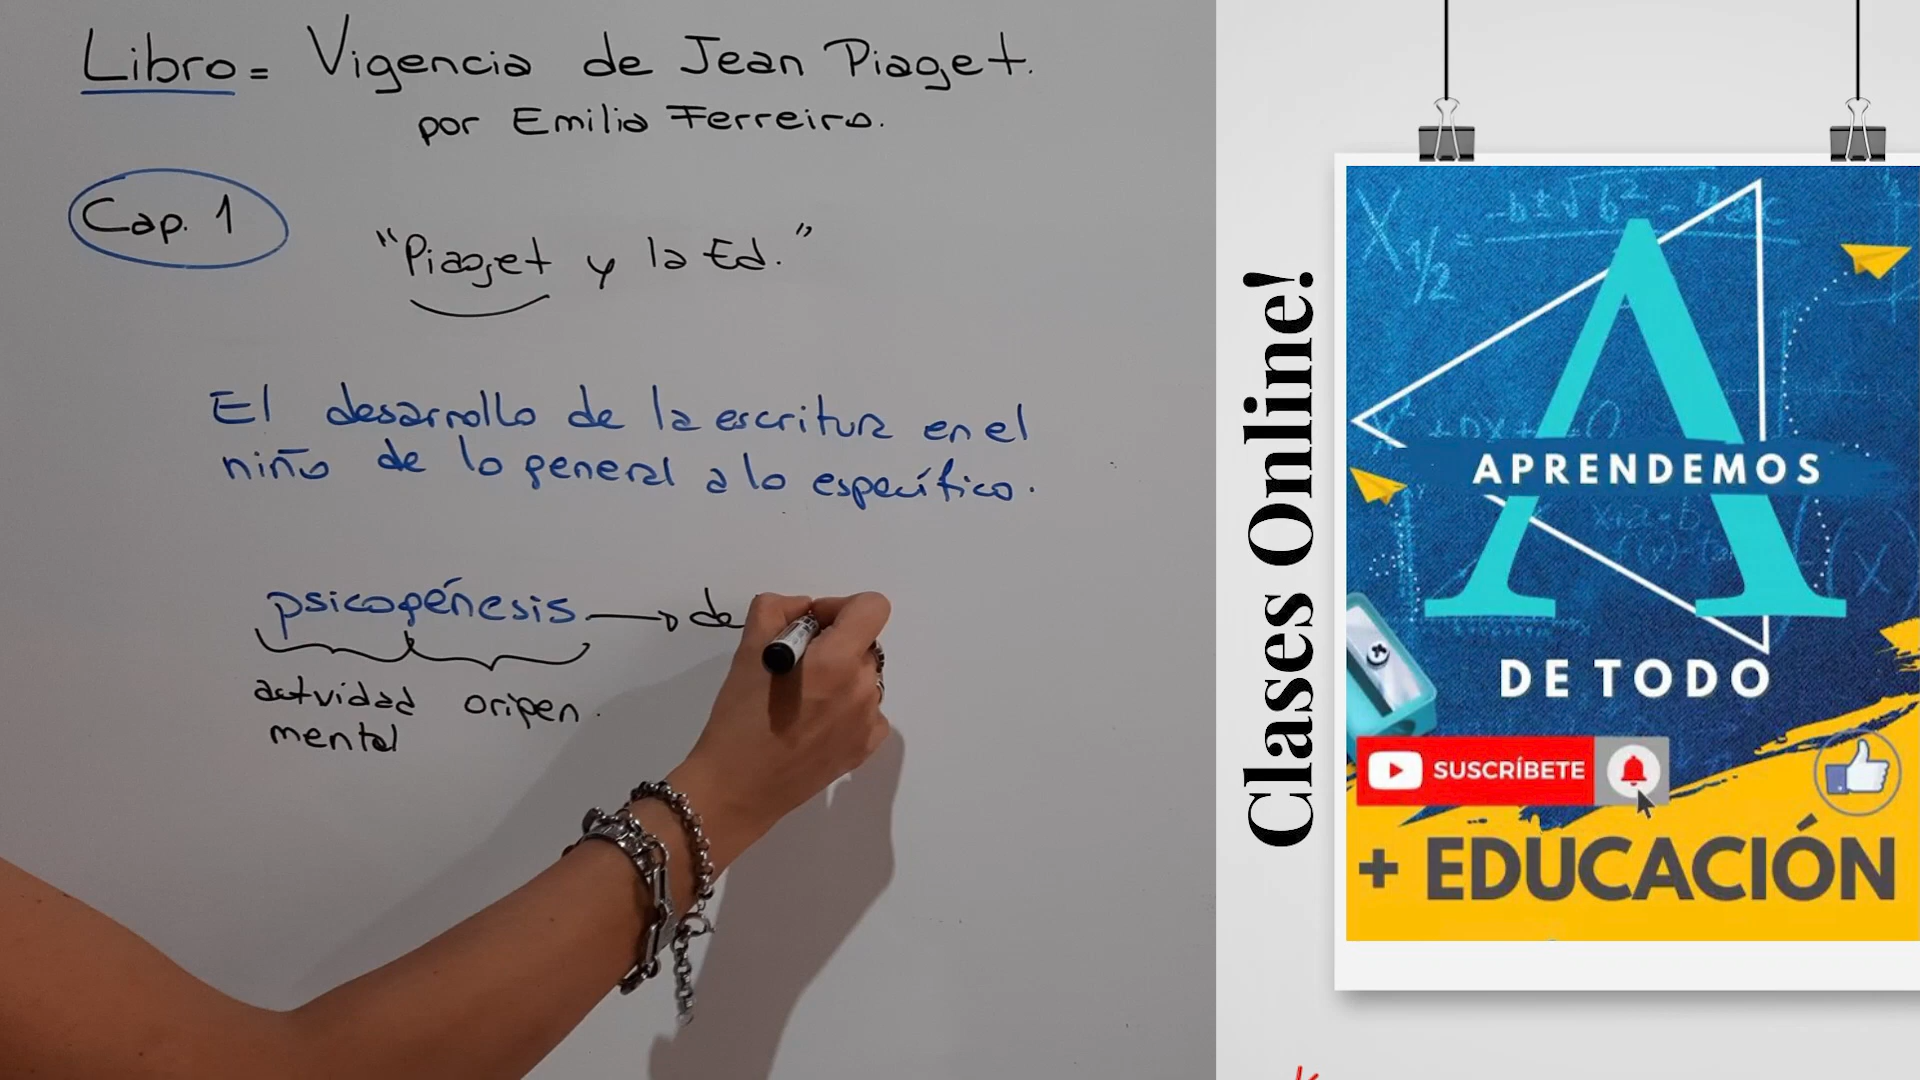 Libro = Vigencia de Jean Piaget.
por Emilia Ferreiro.
Cap. 1
"Piaget y la Ed."
El desarrollo de la escritura en el
niño de lo general a lo específico.
psicogénesis → de
actvidad origen.
mental
Clases Online!
APRENDEMOS
DE TODO
SUSCRÍBETE
+ EDUCACIÓN